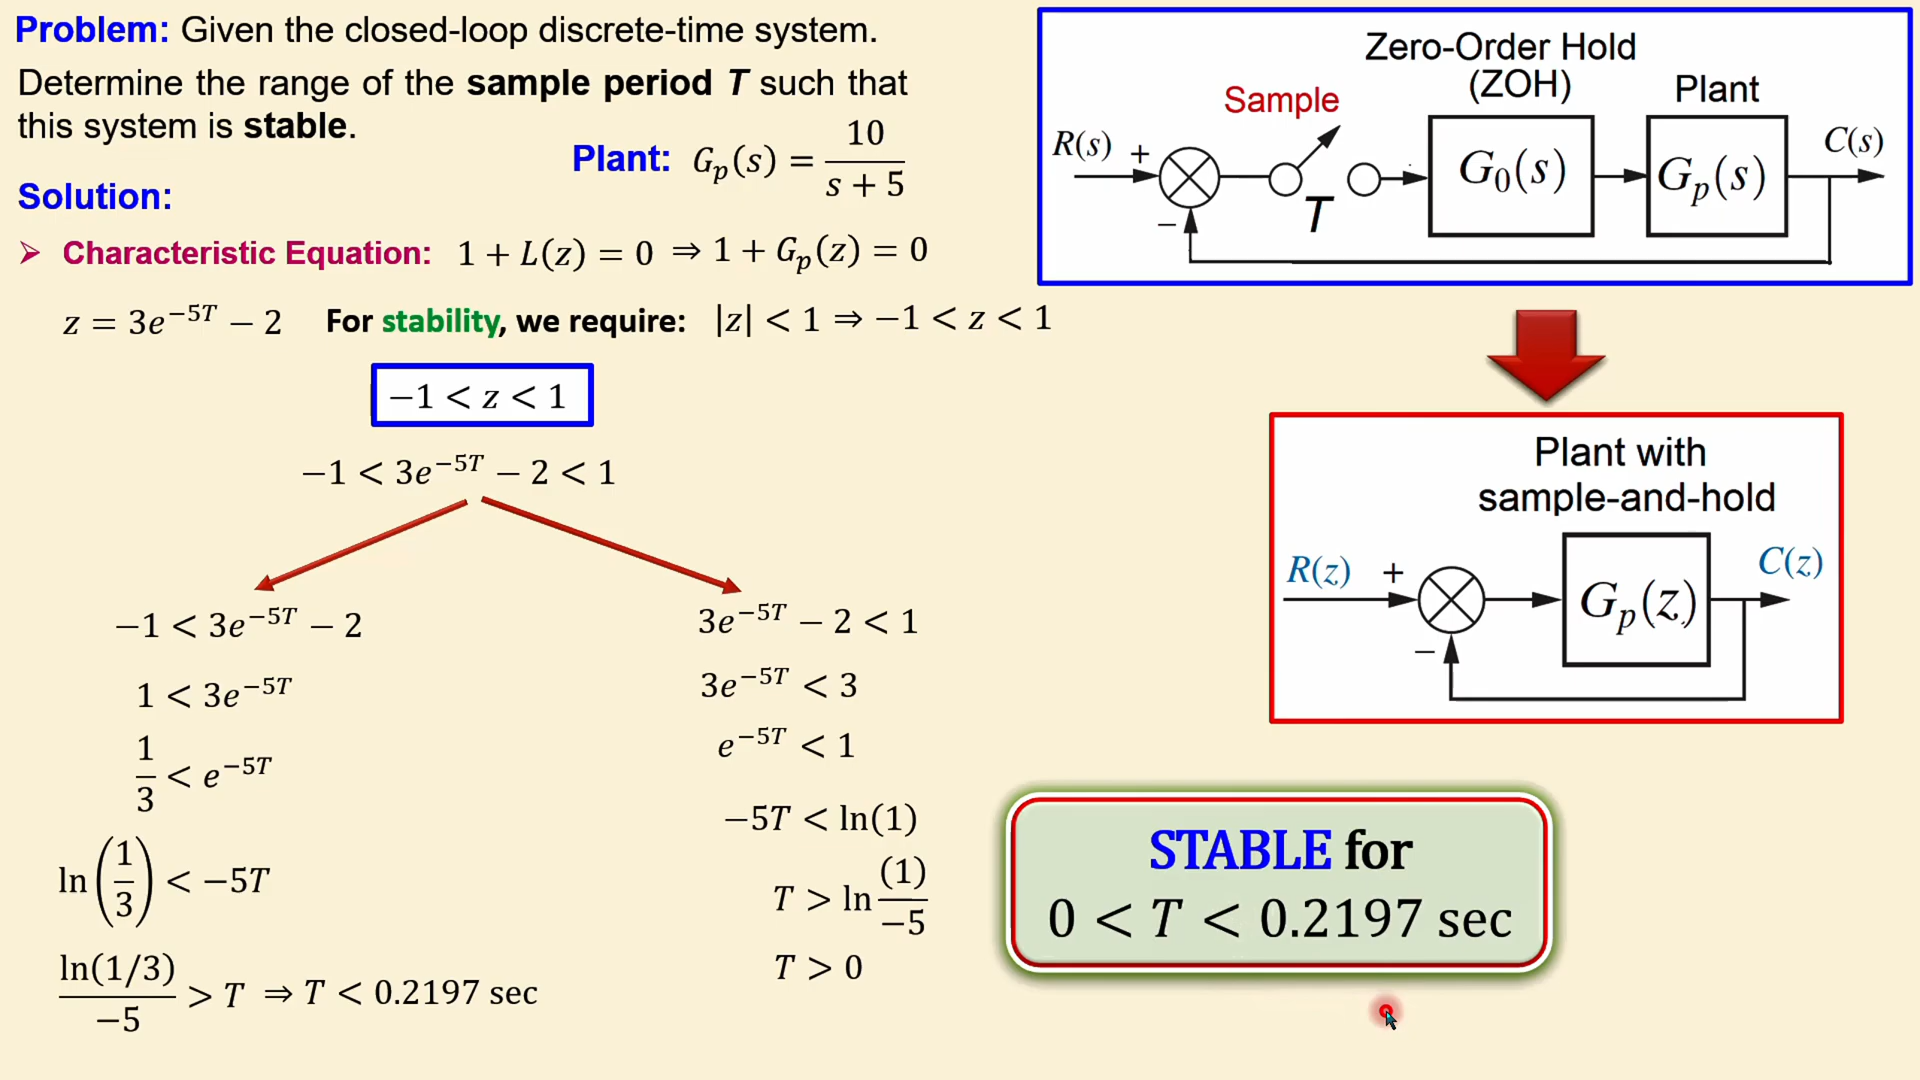 Problem: Given the closed-loop discrete-time system.
Determine the range of the sample period T such that
this system is stable.
Plant: Gₚ(s) = 10/(s + 5)
Solution:
➢ Characteristic Equation: 1 + L(z) = 0 ⇒ 1 + Gₚ(z) = 0
z = 3e^{−5T} − 2 For stability, we require: |z| < 1 ⇒ −1 < z < 1
−1 < z < 1
−1 < 3e^{−5T} − 2 < 1
−1 < 3e^{−5T} − 2
1 < 3e^{−5T}
1/3 < e^{−5T}
ln(1/3) < −5T
ln(1/3)/−5 > T ⇒ T < 0.2197 sec
3e^{−5T} − 2 < 1
3e^{−5T} < 3
e^{−5T} < 1
−5T < ln(1)
T > ln (1)/−5
T > 0
Zero-Order Hold
(ZOH)
Plant
Sample
R(s) +
−
T
G₀(s)
Gₚ(s)
C(s)
Plant with
sample-and-hold
R(z) +
−
Gₚ(z)
C(z)
STABLE for
0 < T < 0.2197 sec